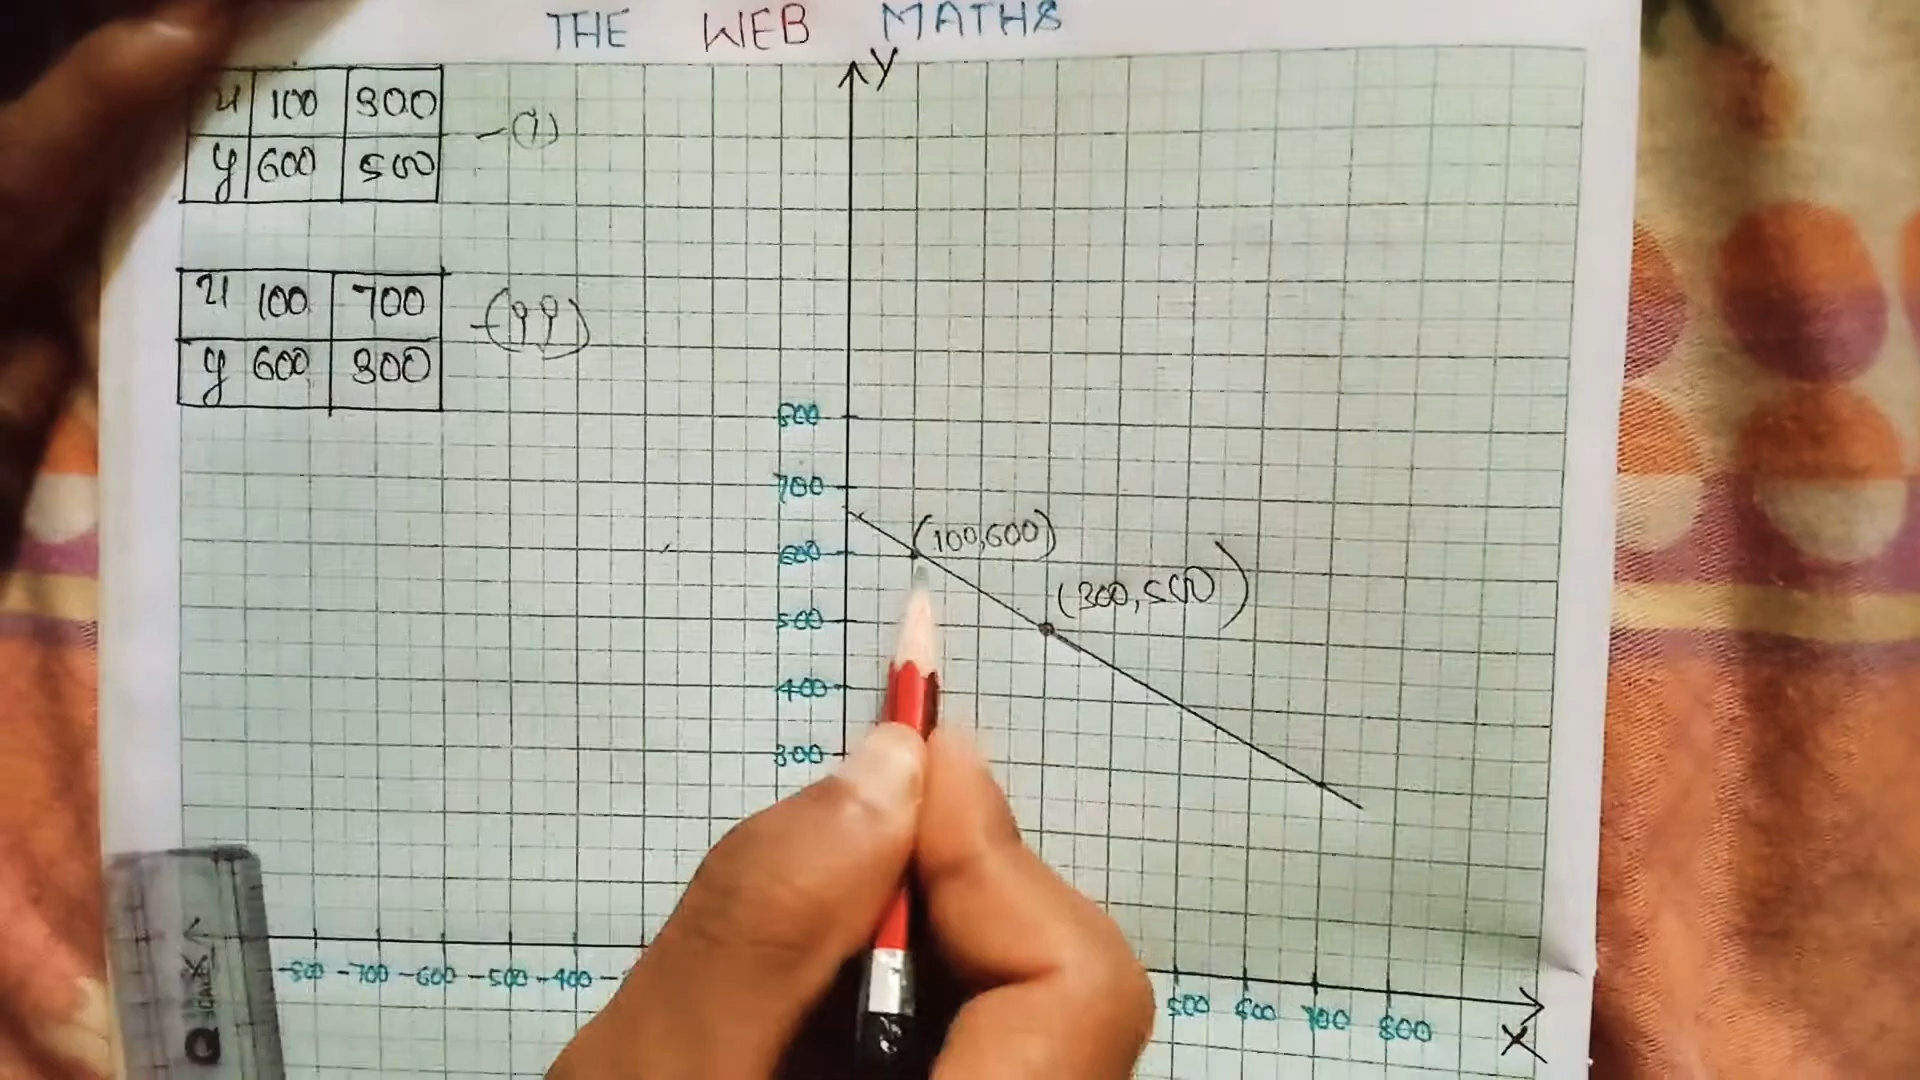 THE WEB MATHS
Y
x 100 300
y 600 500
-(i)
x 100 700
y 600 300
-(ii)
800
700
600
500
400
300
(100,600)
(300,500)
-800 -700 -600 -500 -400
500 600 700 800
X